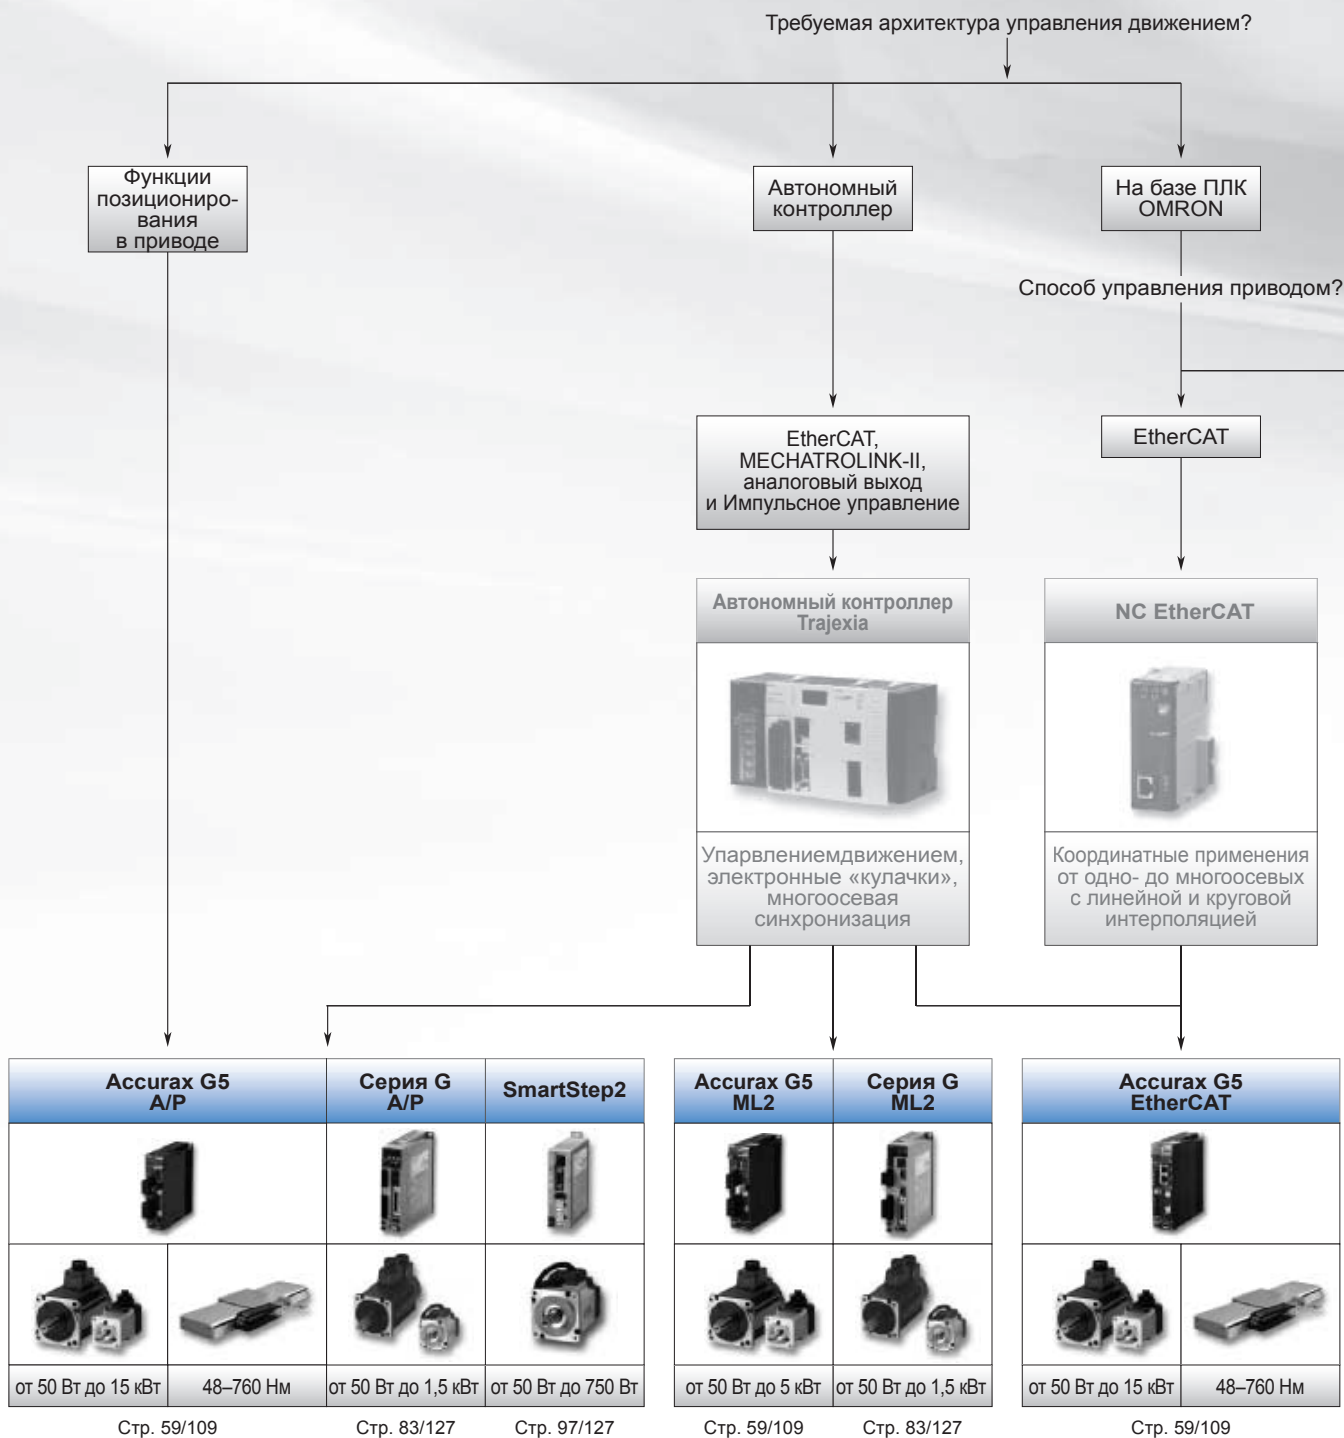 Требуемая архитектура управления движением?
Функции
позициониро-
вания
в приводе
Автономный
контроллер
На базе ПЛК
OMRON
Способ управления приводом?
EtherCAT,
MECHATROLINK-II,
аналоговый выход
и Импульсное управление
EtherCAT
Автономный контроллер
Trajexia
NC EtherCAT
Упарвлениемдвижением,
электронные «кулачки»,
многоосевая
синхронизация
Координатные применения
от одно- до многоосевых
с линейной и круговой
интерполяцией
Accurax G5
A/P
Серия G
A/P
SmartStep2
Accurax G5
ML2
Серия G
ML2
Accurax G5
EtherCAT
от 50 Вт до 15 кВт
48–760 Нм
от 50 Вт до 1,5 кВт
от 50 Вт до 750 Вт
от 50 Вт до 5 кВт
от 50 Вт до 1,5 кВт
от 50 Вт до 15 кВт
48–760 Нм
Стр. 59/109
Стр. 83/127
Стр. 97/127
Стр. 59/109
Стр. 83/127
Стр. 59/109